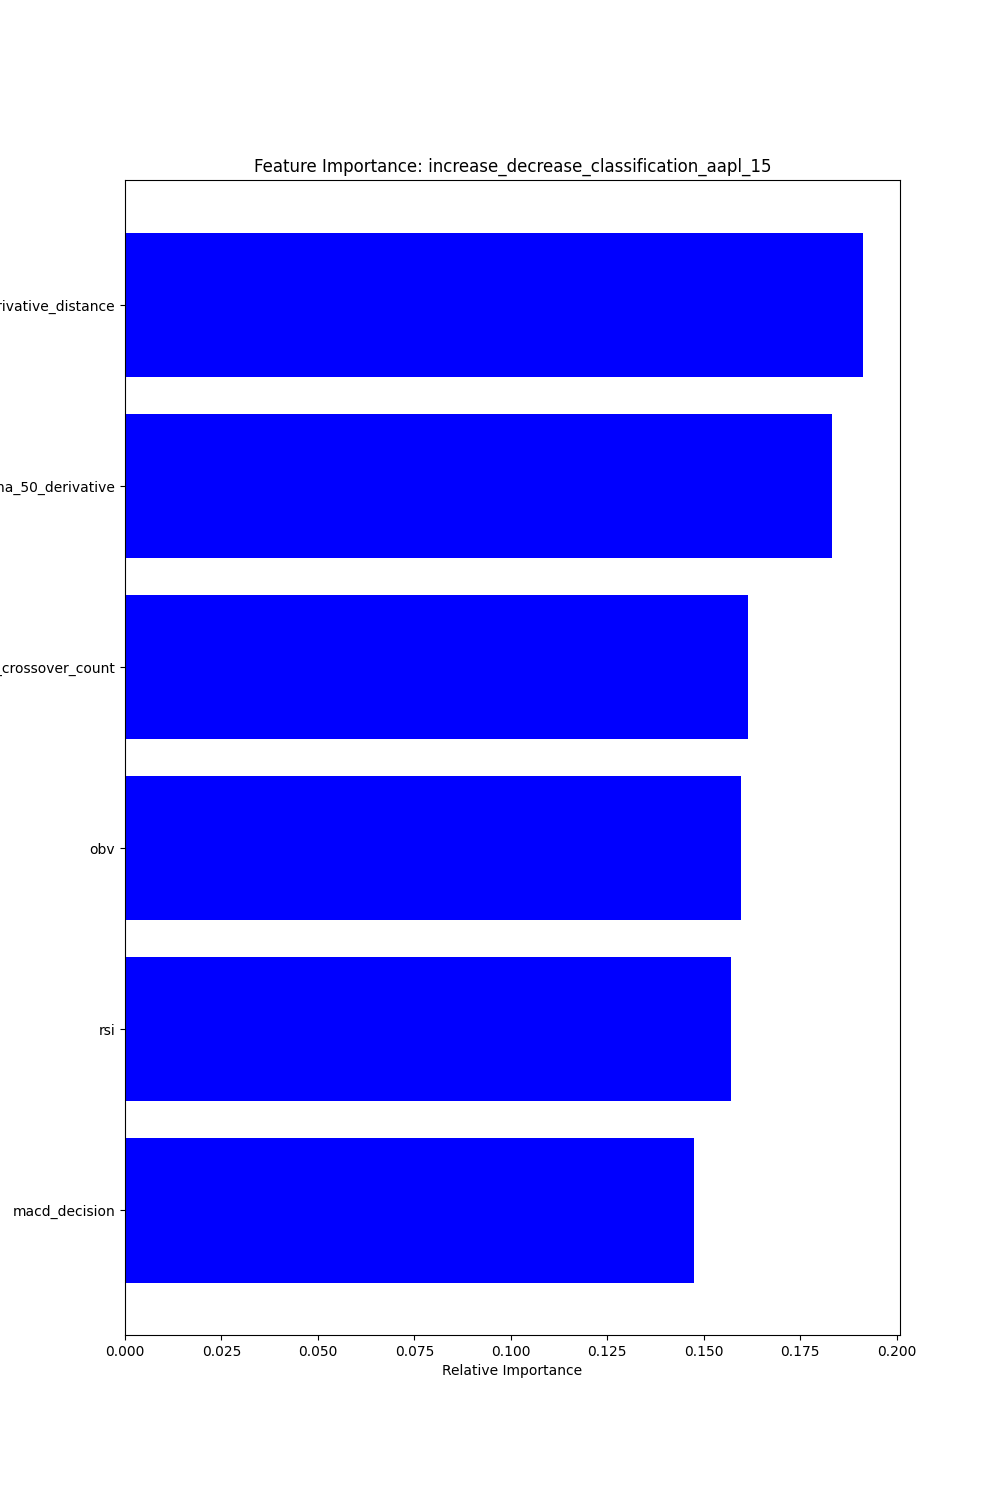 Feature Importance: increase_decrease_classification_aapl_15
rivative_distance
na_50_derivative
_crossover_count
obv
rsi
macd_decision
0.000 0.025 0.050 0.075 0.100 0.125 0.150 0.175 0.200
Relative Importance